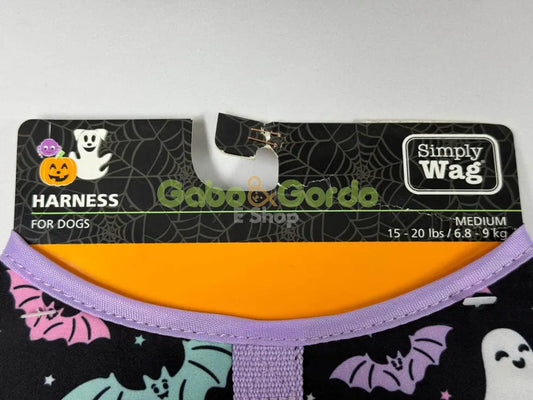 Simply
Wag
HARNESS
Gabo&Gordo
E Shop
FOR DOGS
MEDIUM
15 - 20 lbs / 6.8 - 9 kg